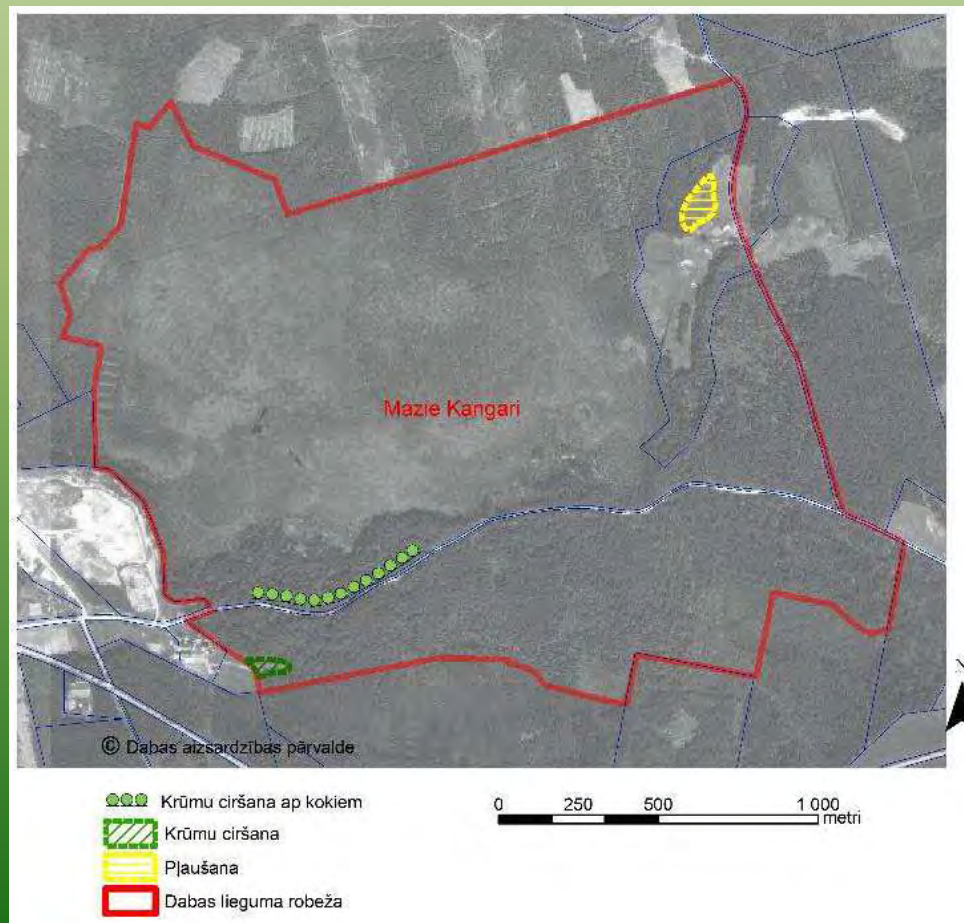 Mazie Kangari
© Dabas aizsardzības pārvalde
Krūmu ciršana ap kokiem
Krūmu ciršana
Pļaušana
Dabas lieguma robeža
0 250 500 1 000
metri